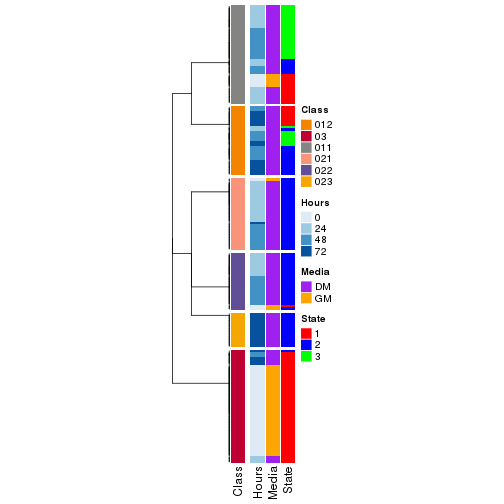 Class
012
03
011
021
022
023
Hours
0
24
48
72
Media
DM
GM
State
1
2
3
Class
Hours
Media
State